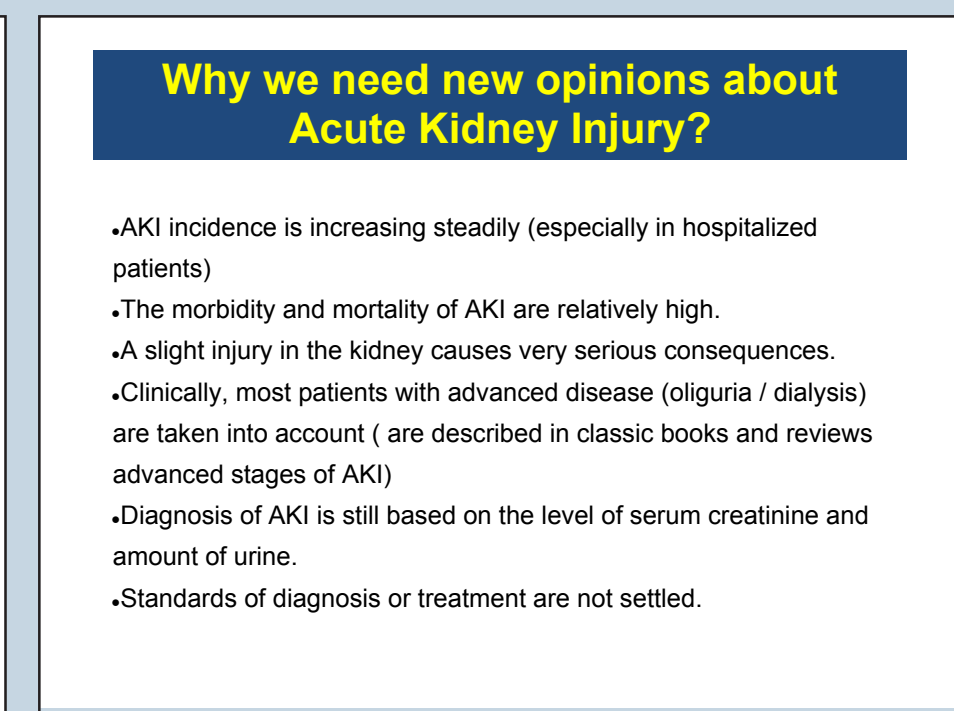 Why we need new opinions about
Acute Kidney Injury?
•AKI incidence is increasing steadily (especially in hospitalized
patients)
•The morbidity and mortality of AKI are relatively high.
•A slight injury in the kidney causes very serious consequences.
•Clinically, most patients with advanced disease (oliguria / dialysis)
are taken into account ( are described in classic books and reviews
advanced stages of AKI)
•Diagnosis of AKI is still based on the level of serum creatinine and
amount of urine.
•Standards of diagnosis or treatment are not settled.